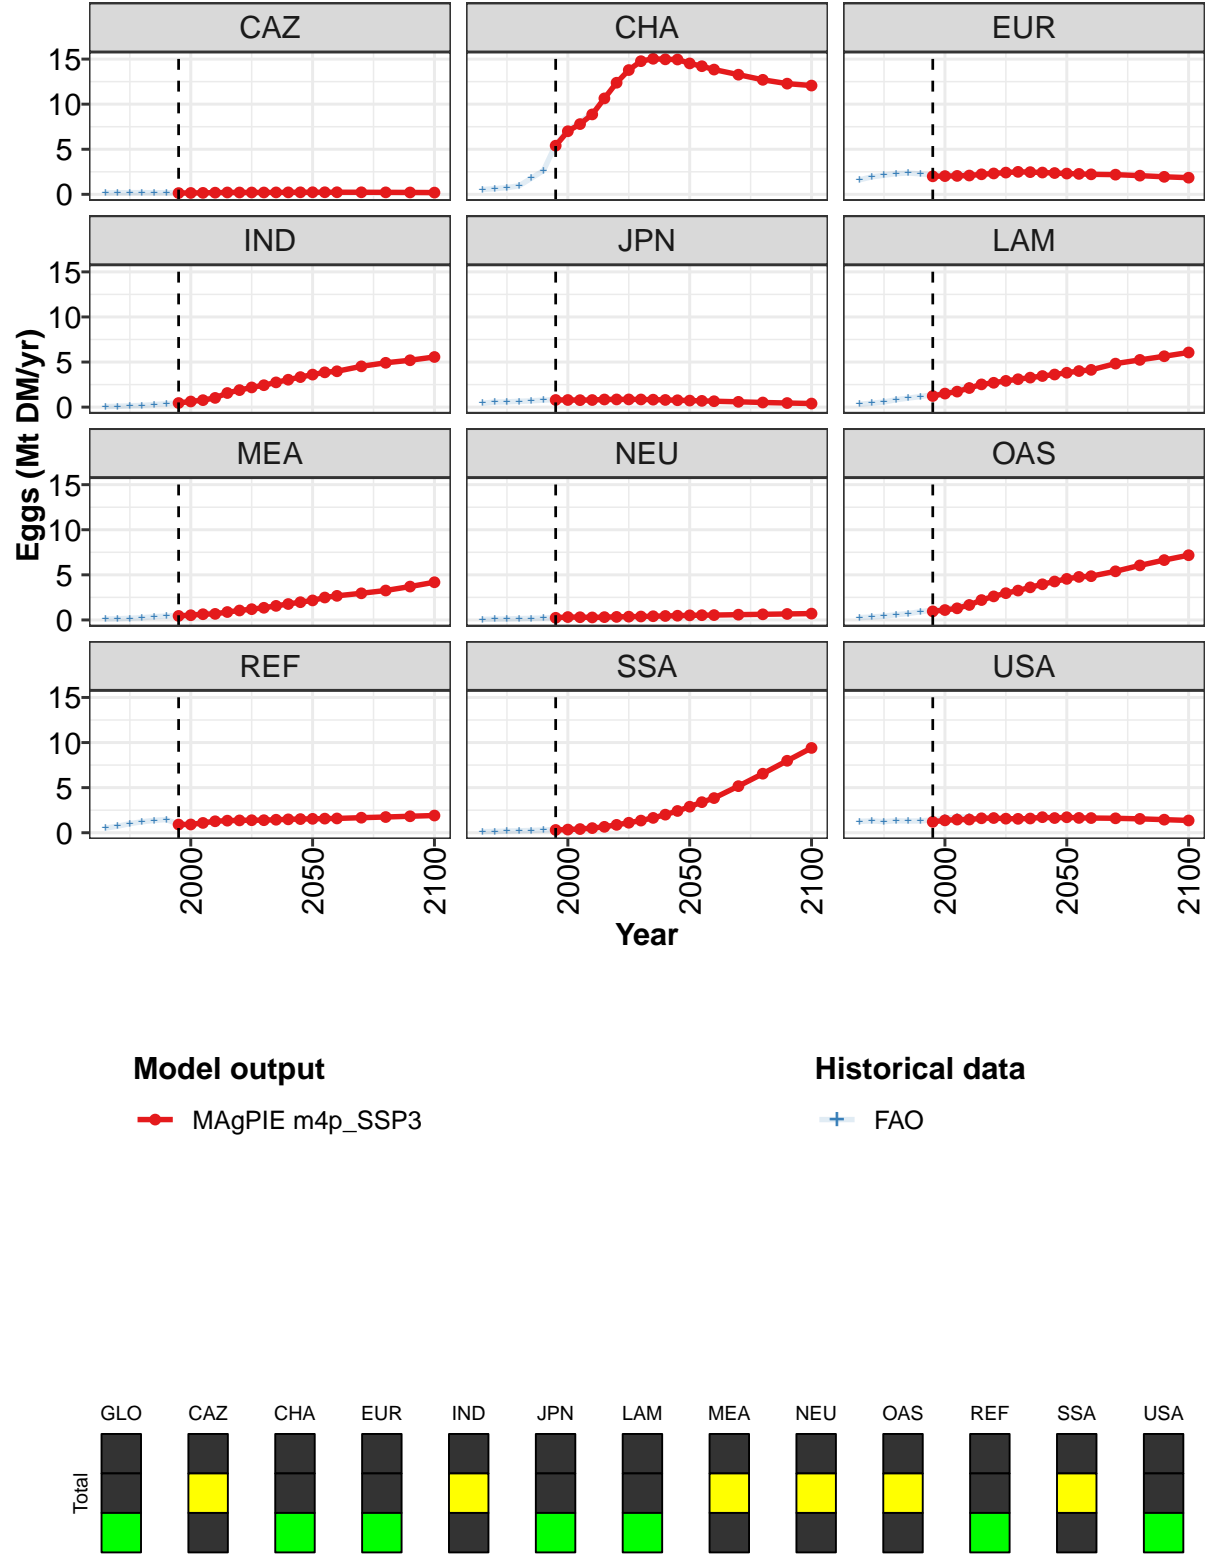 CAZ CHA EUR
15
10
5
0
IND JPN LAM
15
10
5
0
MEA NEU OAS
15
10
5
0
REF SSA USA
15
10
5
0
Eggs (Mt DM/yr)
2000 2050 2100 2000 2050 2100 2000 2050 2100
Year
Model output Historical data
MAgPIE m4p_SSP3 FAO
GLO CAZ CHA EUR IND JPN LAM MEA NEU OAS REF SSA USA
Total